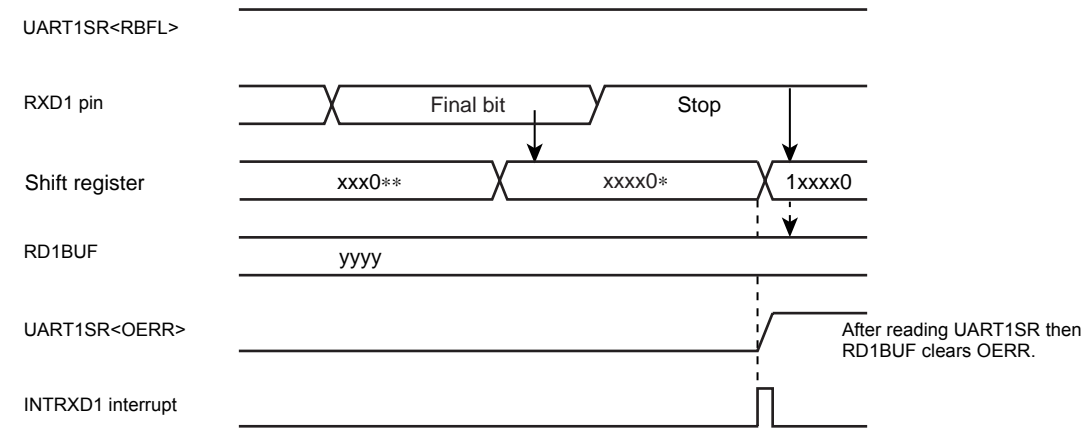 UART1SR<RBFL>
RXD1 pin
Final bit
Stop
Shift register
xxx0**
xxxx0*
1xxxx0
RD1BUF
yyyy
UART1SR<OERR>
After reading UART1SR then
RD1BUF clears OERR.
INTRXD1 interrupt